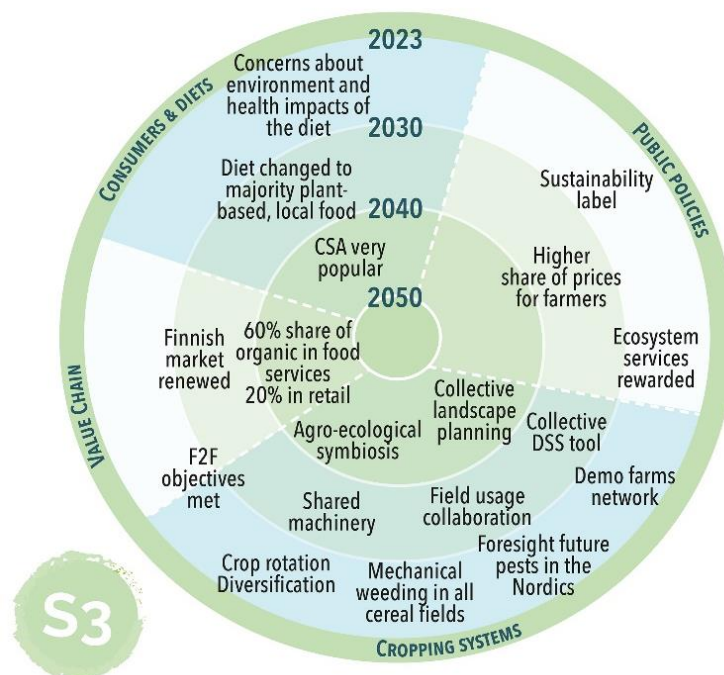 2023
Concerns about
environment and
health impacts of
the diet
2030
Diet changed to
majority plant-
based, local food
2040
CSA very
popular
2050
CONSUMERS & DIETS
PUBLIC POLICIES
Sustainability
label
Higher
share of prices
for farmers
Ecosystem
services
rewarded
VALUE CHAIN
Finnish
market
renewed
60% share of
organic in food
services
20% in retail
F2F
objectives
met
CROPPING SYSTEMS
Collective
landscape
planning
Agro-ecological
symbiosis
Collective
DSS tool
Demo farms
network
Shared
machinery
Field usage
collaboration
Foresight future
pests in the
Nordics
Crop rotation
Diversification
Mechanical
weeding in all
cereal fields
S3